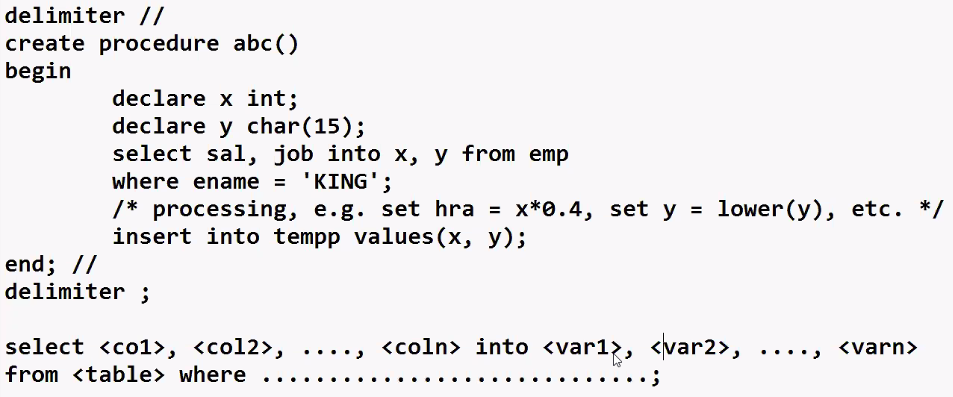 delimiter //
create procedure abc()
begin
declare x int;
declare y char(15);
select sal, job into x, y from emp
where ename = 'KING';
/* processing, e.g. set hra = x*0.4, set y = lower(y), etc. */
insert into tempp values(x, y);
end; //
delimiter ;
select <co1>, <col2>, ...., <coln> into <var1>, <var2>, ...., <varn>
from <table> where .............................;